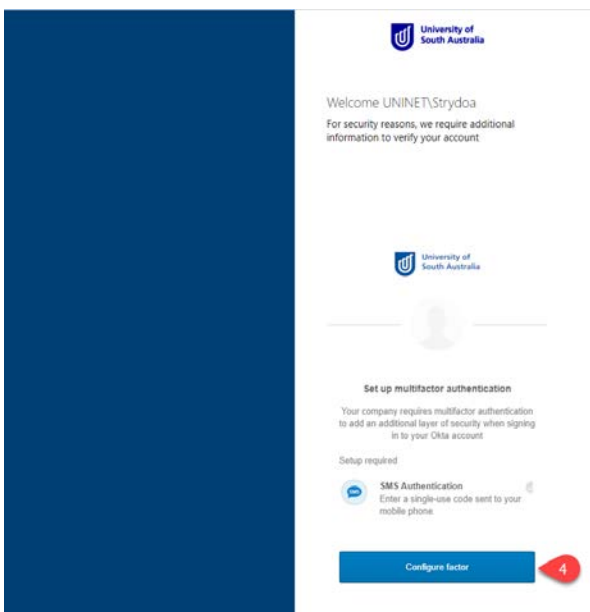 University of
South Australia
Welcome UNINET\Strydoa
For security reasons, we require additional
information to verify your account
University of
South Australia
Set up multifactor authentication
Your company requires multifactor authentication
to add an additional layer of security when signing
in to your Okta account
Setup required
SMS
SMS Authentication
Enter a single-use code sent to your
mobile phone.
Configure factor
4